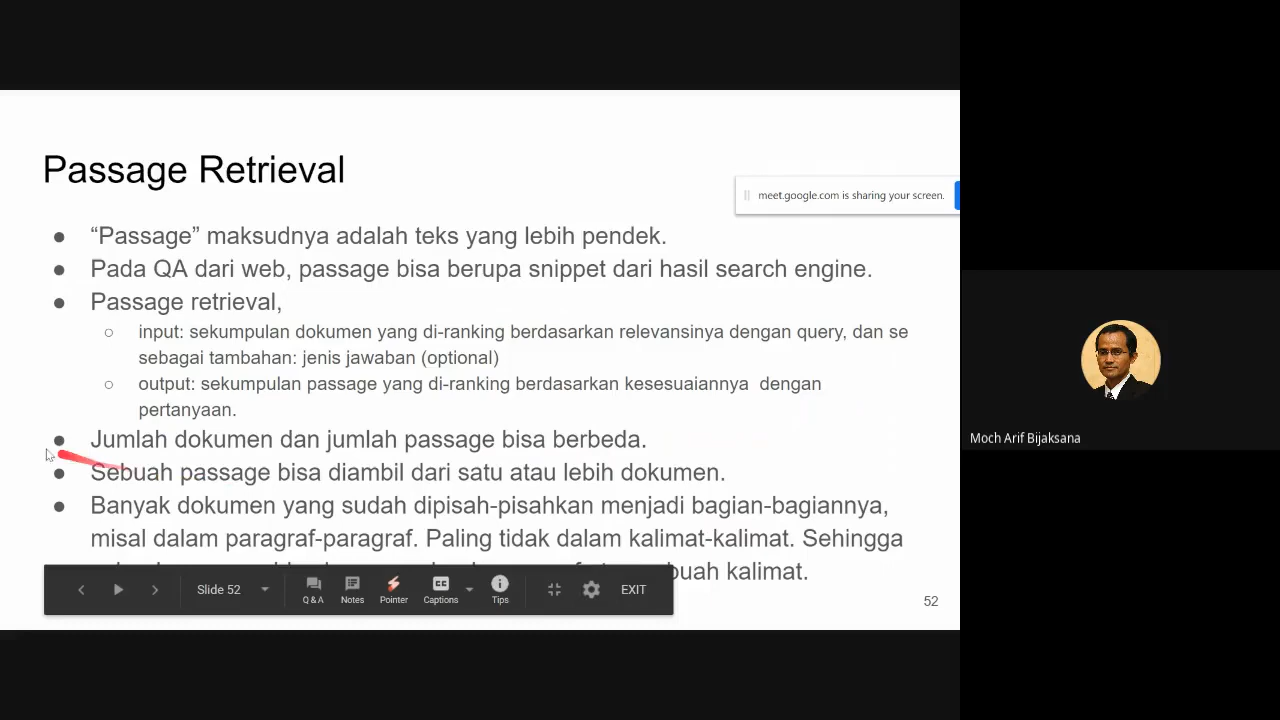 Passage Retrieval
meet.google.com is sharing your screen.
● “Passage” maksudnya adalah teks yang lebih pendek.
● Pada QA dari web, passage bisa berupa snippet dari hasil search engine.
● Passage retrieval,
○ input: sekumpulan dokumen yang di-ranking berdasarkan relevansinya dengan query, dan se
sebagai tambahan: jenis jawaban (optional)
○ output: sekumpulan passage yang di-ranking berdasarkan kesesuaiannya dengan
pertanyaan.
● Jumlah dokumen dan jumlah passage bisa berbeda.
● Sebuah passage bisa diambil dari satu atau lebih dokumen.
● Banyak dokumen yang sudah dipisah-pisahkan menjadi bagian-bagiannya,
misal dalam paragraf-paragraf. Paling tidak dalam kalimat-kalimat. Sehingga
buah kalimat.
Slide 52
Q & A
Notes
Pointer
CC
Captions
Tips
EXIT
52
Moch Arif Bijaksana